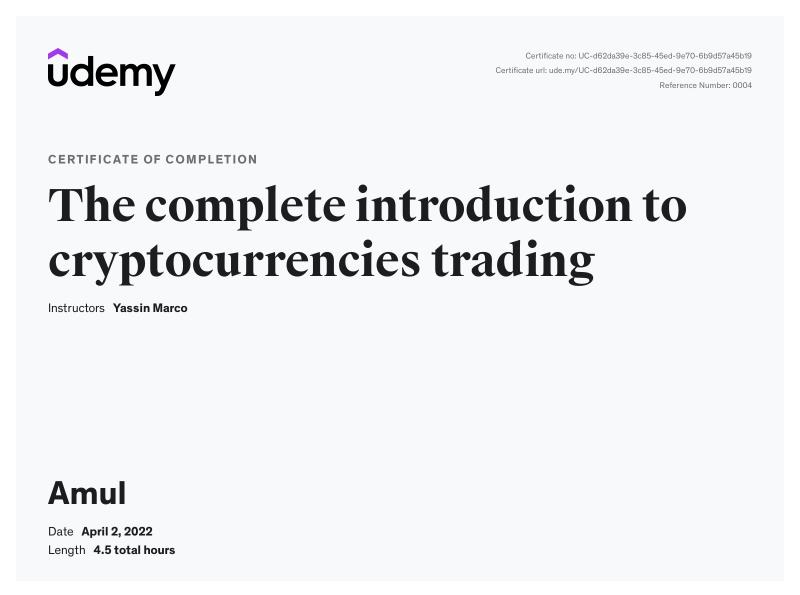 udemy
Certificate no: UC-d62da39e-3c85-45ed-9e70-6b9d57a45b19
Certificate url: ude.my/UC-d62da39e-3c85-45ed-9e70-6b9d57a45b19
Reference Number: 0004
CERTIFICATE OF COMPLETION
The complete introduction to
cryptocurrencies trading
Instructors Yassin Marco
Amul
Date April 2, 2022
Length 4.5 total hours